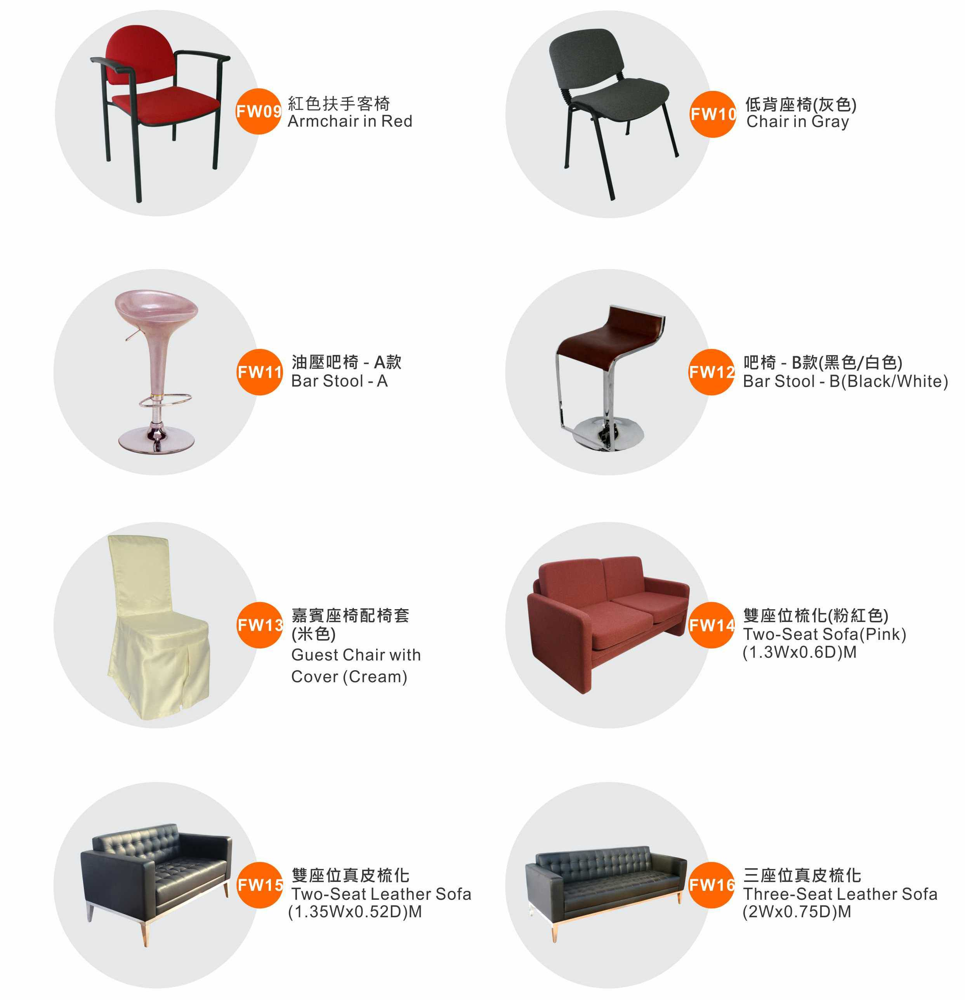 FW09
紅色扶手客椅
Armchair in Red
FW10
低背座椅(灰色)
Chair in Gray
FW11
油壓吧椅 - A款
Bar Stool - A
FW12
吧椅 - B款(黑色/白色)
Bar Stool - B(Black/White)
FW13
嘉賓座椅配椅套
(米色)
Guest Chair with
Cover (Cream)
FW14
雙座位梳化(粉紅色)
Two-Seat Sofa(Pink)
(1.3Wx0.6D)M
FW15
雙座位真皮梳化
Two-Seat Leather Sofa
(1.35Wx0.52D)M
FW16
三座位真皮梳化
Three-Seat Leather Sofa
(2Wx0.75D)M